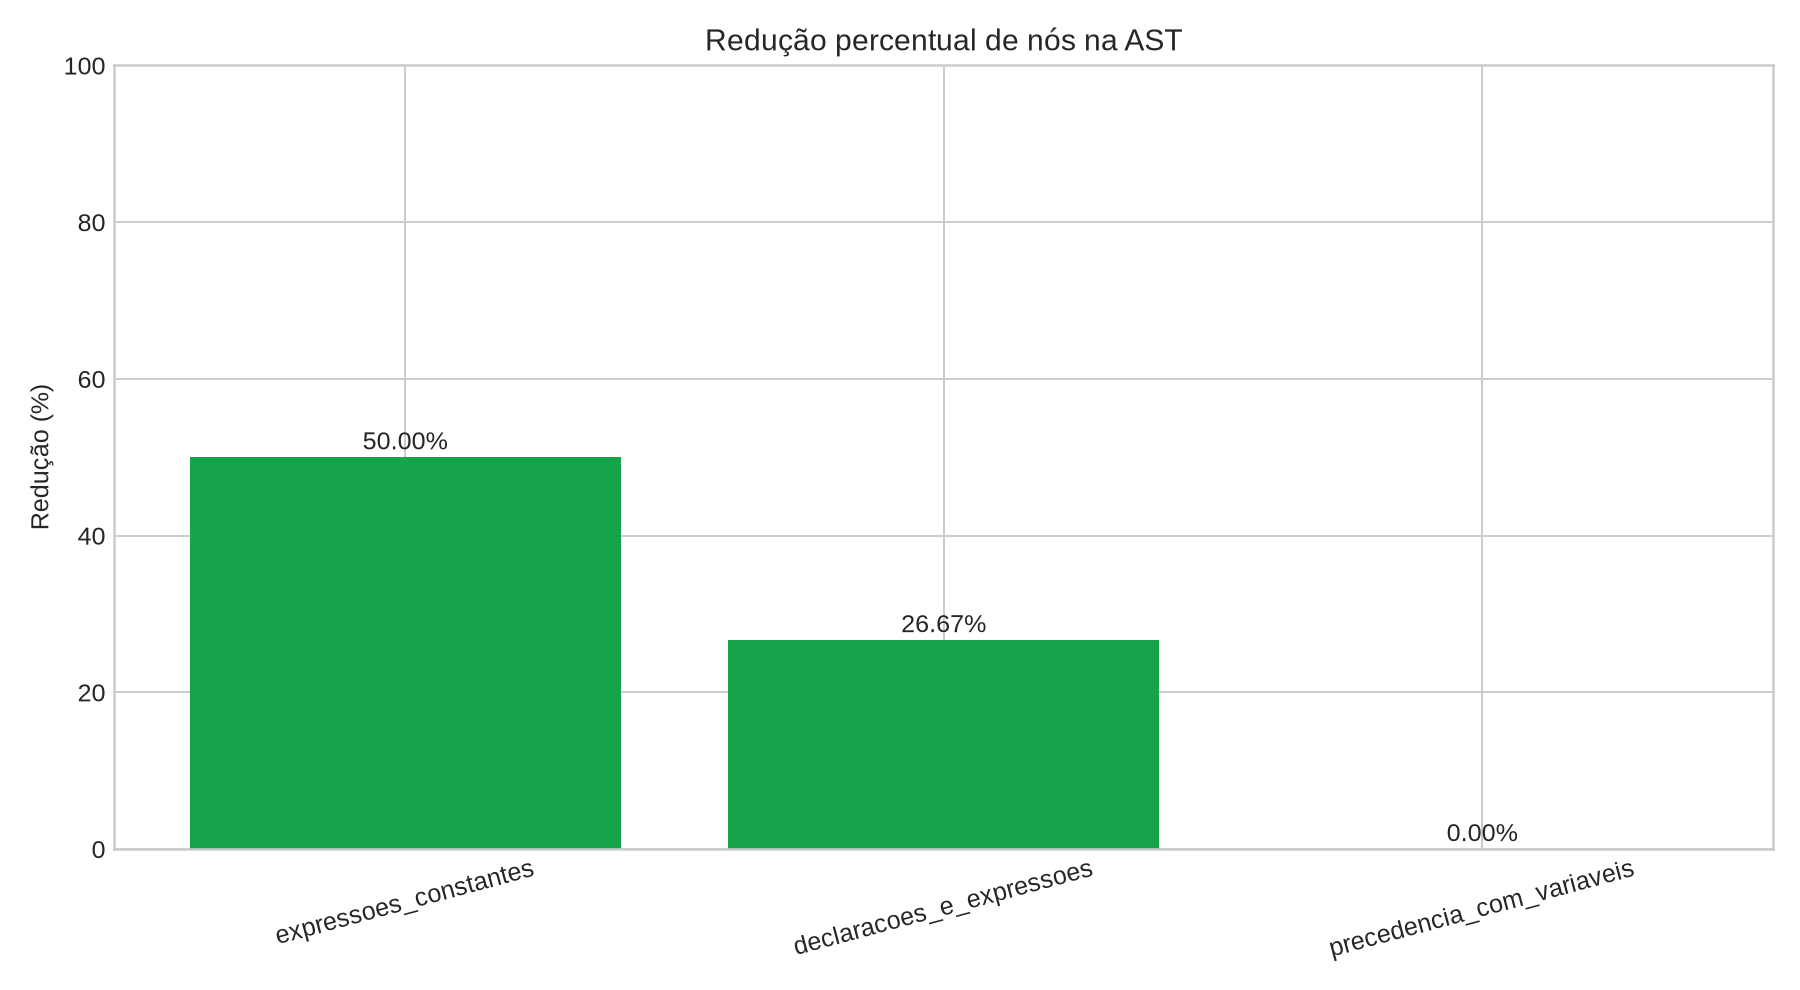 Redução percentual de nós na AST
Redução (%)
100
80
60
40
20
0
50.00%
26.67%
0.00%
expressoes_constantes
declaracoes_e_expressoes
precedencia_com_variaveis